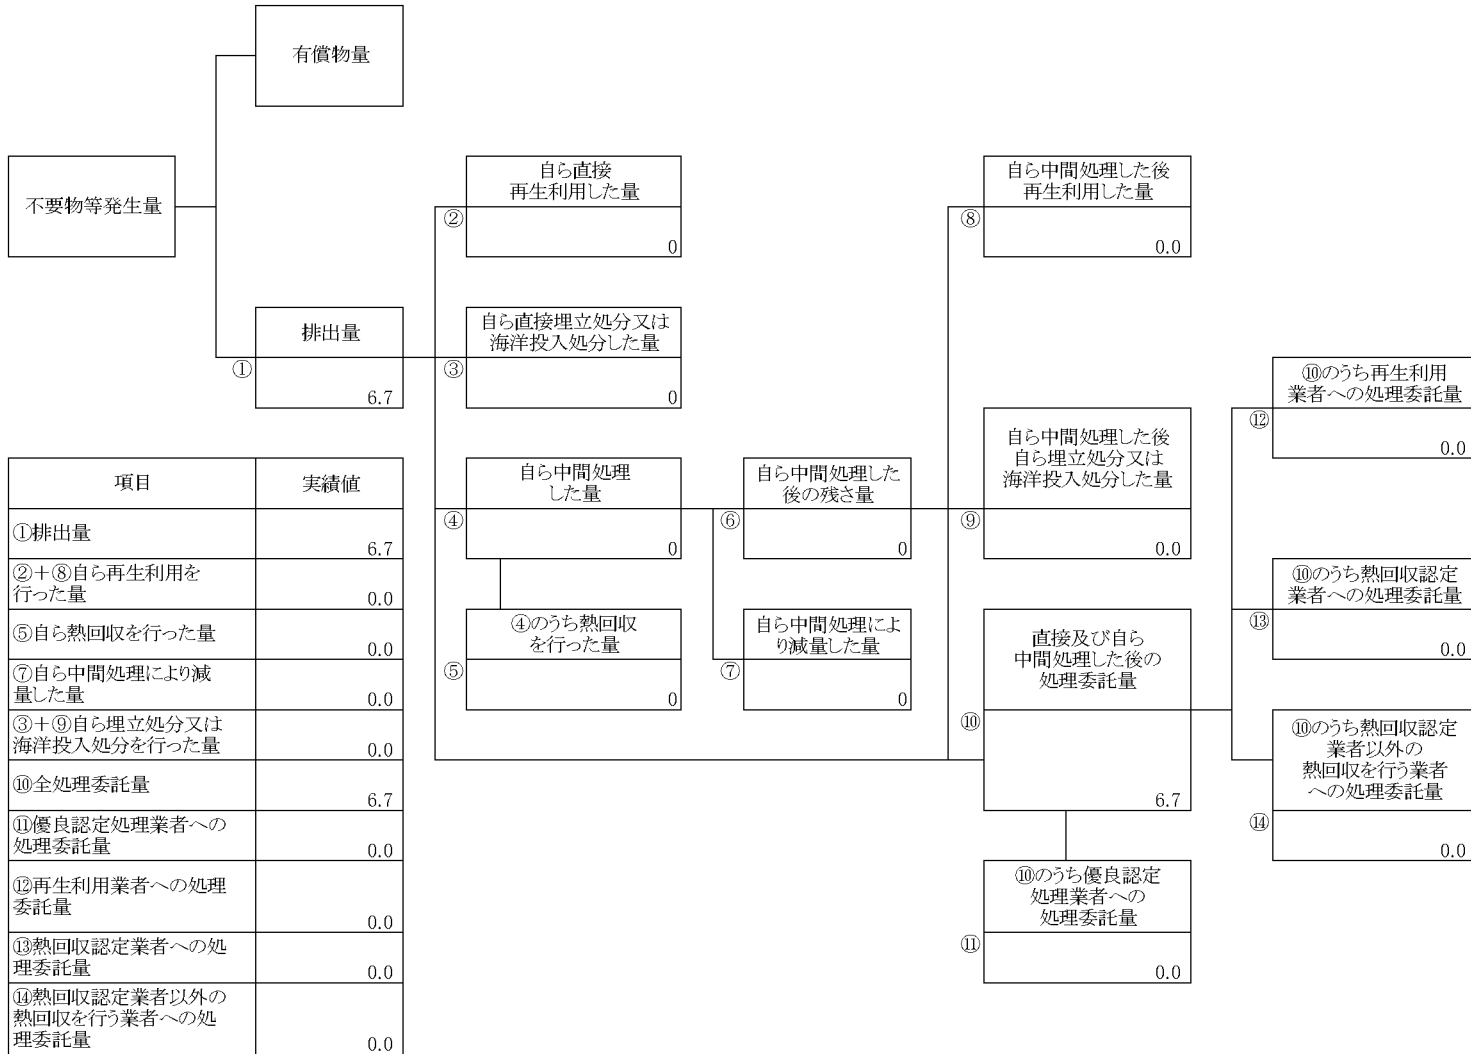 有償物量
不要物等発生量
自ら直接
再生利用した量
②
0
自ら中間処理した後
再生利用した量
⑧
0.0
排出量
①
6.7
自ら直接埋立処分又は
海洋投入処分した量
③
0
⑩のうち再生利用
業者への処理委託量
⑫
0.0
自ら中間処理
した量
④
0
自ら中間処理した
後の残さ量
⑥
0
自ら中間処理した後
自ら埋立処分又は
海洋投入処分した量
⑨
0.0
⑩のうち熱回収認定
業者への処理委託量
⑬
0.0
④のうち熱回収
を行った量
⑤
0
自ら中間処理によ
り減量した量
⑦
0
直接及び自ら
中間処理した後の
処理委託量
⑩
6.7
⑩のうち熱回収認定
業者以外の
熱回収を行う業者
への処理委託量
⑭
0.0
⑩のうち優良認定
処理業者への
処理委託量
⑪
0.0
項目 実績値
①排出量
6.7
②＋⑧自ら再生利用を
行った量
0.0
⑤自ら熱回収を行った量
0.0
⑦自ら中間処理により減
量した量
0.0
③＋⑨自ら埋立処分又は
海洋投入処分を行った量
0.0
⑩全処理委託量
6.7
⑪優良認定処理業者への
処理委託量
0.0
⑫再生利用業者への処理
委託量
0.0
⑬熱回収認定業者への処
理委託量
0.0
⑭熱回収認定業者以外の
熱回収を行う業者への処
理委託量
0.0